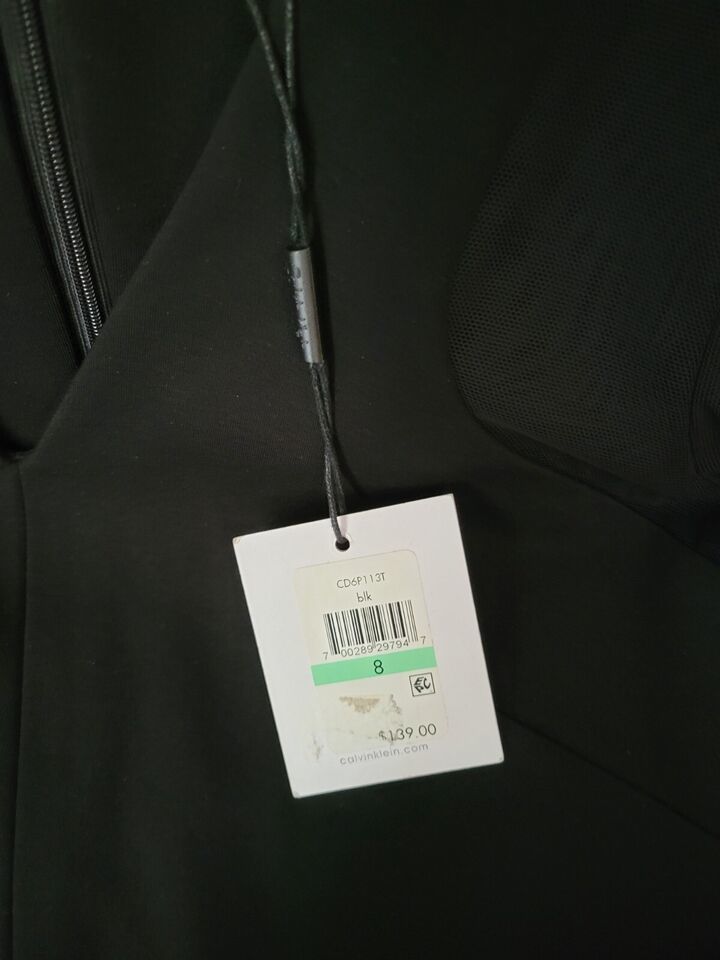 CD6P113T
blk
7 00289 29794 7
8
$139.00
calvinklein.com